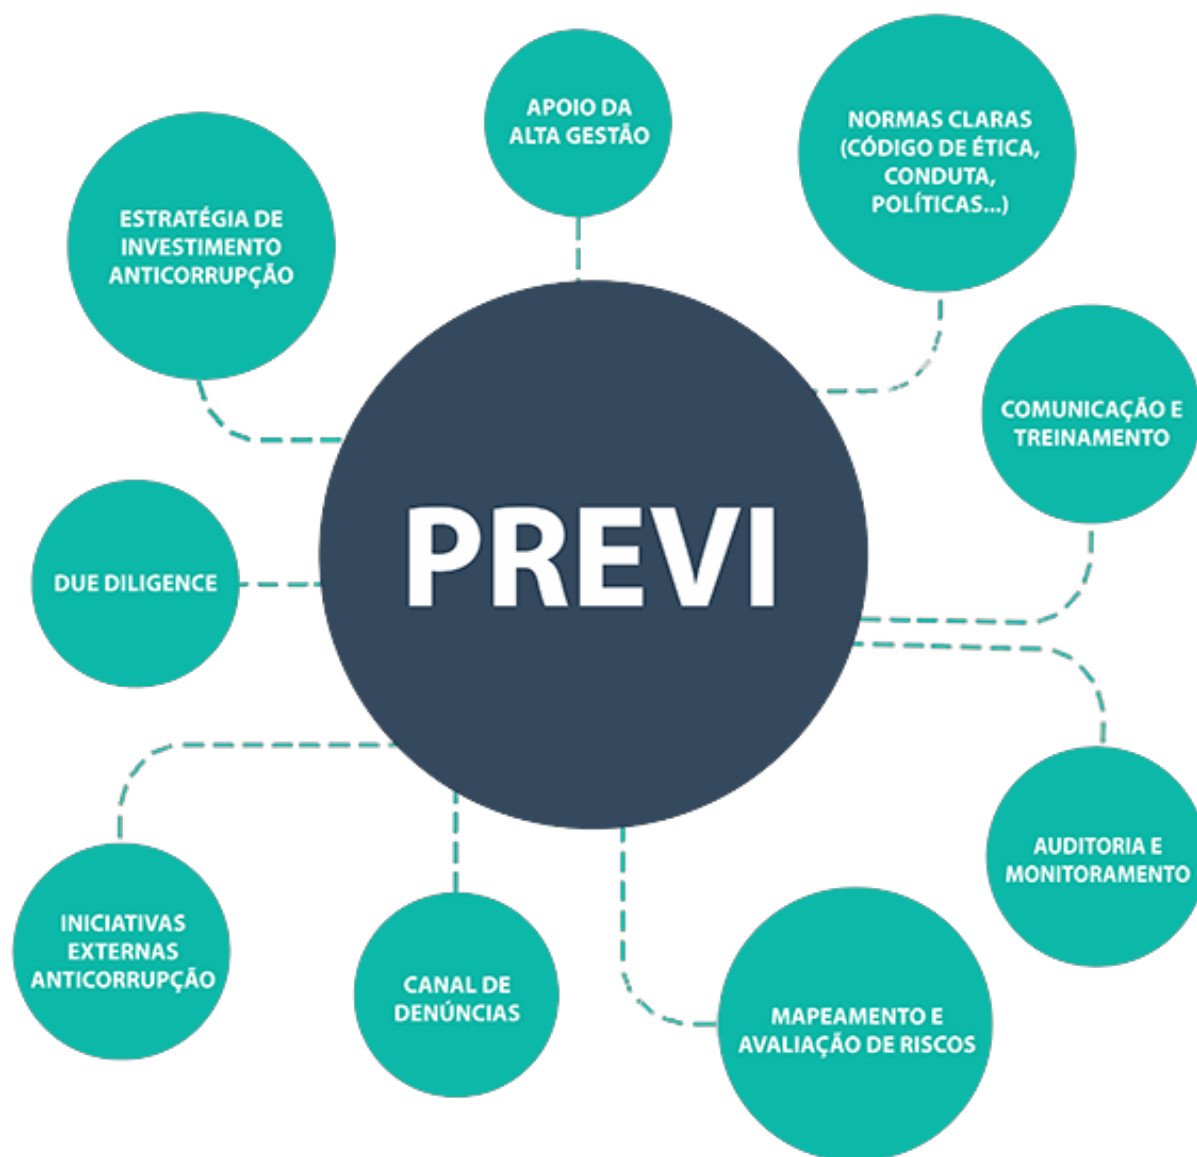 APOIO DA
ALTA GESTÃO
NORMAS CLARAS
(CÓDIGO DE ÉTICA,
CONDUTA,
POLÍTICAS...)
ESTRATÉGIA DE
INVESTIMENTO
ANTICORRUPÇÃO
COMUNICAÇÃO E
TREINAMENTO
PREVI
DUE DILIGENCE
AUDITORIA E
MONITORAMENTO
INICIATIVAS
EXTERNAS
ANTICORRUPÇÃO
CANAL DE
DENÚNCIAS
MAPEAMENTO E
AVALIAÇÃO DE RISCOS